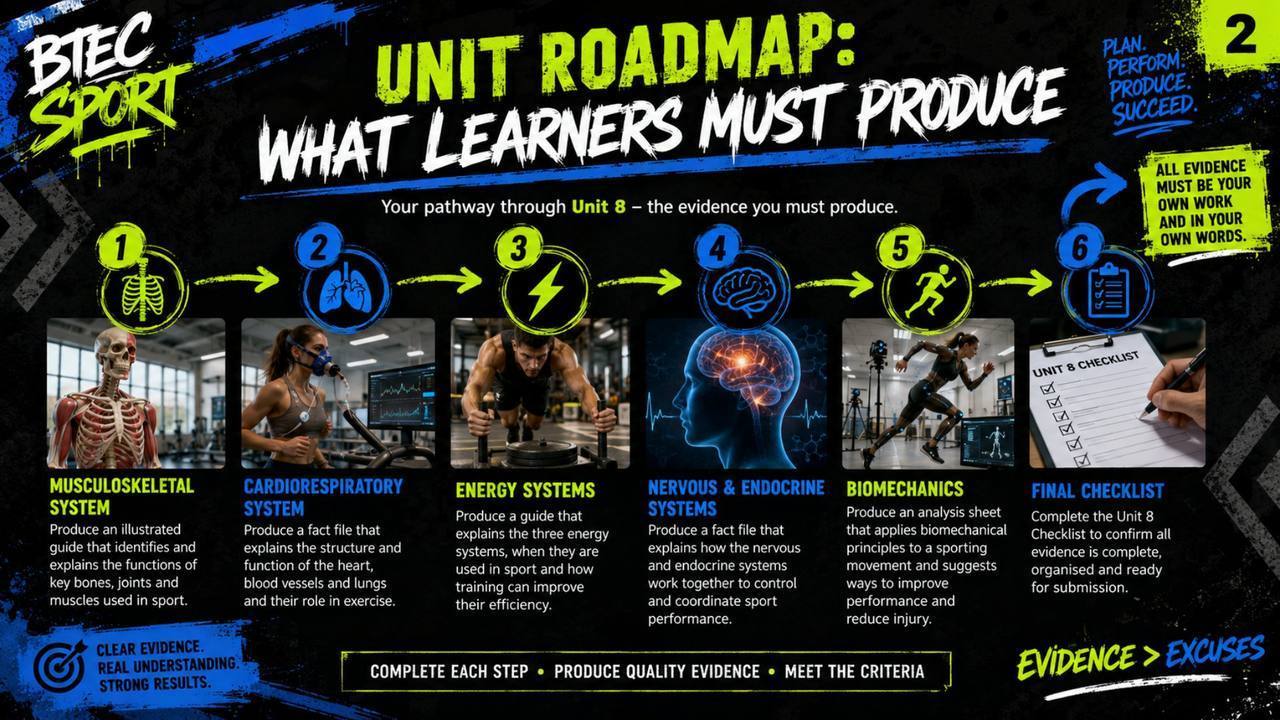 BTEC
SPORT
UNIT ROADMAP:
WHAT LEARNERS MUST PRODUCE
PLAN.
PERFORM
PRODUCE.
SUCCEED.
2
Your pathway through Unit 8 – the evidence you must produce.
ALL EVIDENCE
MUST BE YOUR
OWN WORK
AND IN YOUR
OWN WORDS.
1
2
3
4
5
6
UNIT 8 CHECKLIST
MUSCULOSKELETAL
SYSTEM
Produce an illustrated
guide that identifies and
explains the functions of
key bones, joints and
muscles used in sport.
CARDIORESPIRATORY
SYSTEM
Produce a fact file that
explains the structure and
function of the heart,
blood vessels and lungs
and their role in exercise.
ENERGY SYSTEMS
Produce a guide that
explains the three energy
systems, when they are
used in sport and how
training can improve
their efficiency.
NERVOUS & ENDOCRINE
SYSTEMS
Produce a fact file that
explains how the nervous
and endocrine systems
work together to control
and coordinate sport
performance.
BIOMECHANICS
Produce an analysis sheet
that applies biomechanical
principles to a sporting
movement and suggests
ways to improve
performance and
reduce injury.
FINAL CHECKLIST
Complete the Unit 8
Checklist to confirm all
evidence is complete,
organised and ready
for submission.
CLEAR EVIDENCE.
REAL UNDERSTANDING.
STRONG RESULTS.
COMPLETE EACH STEP • PRODUCE QUALITY EVIDENCE • MEET THE CRITERIA
EVIDENCE > EXCUSES